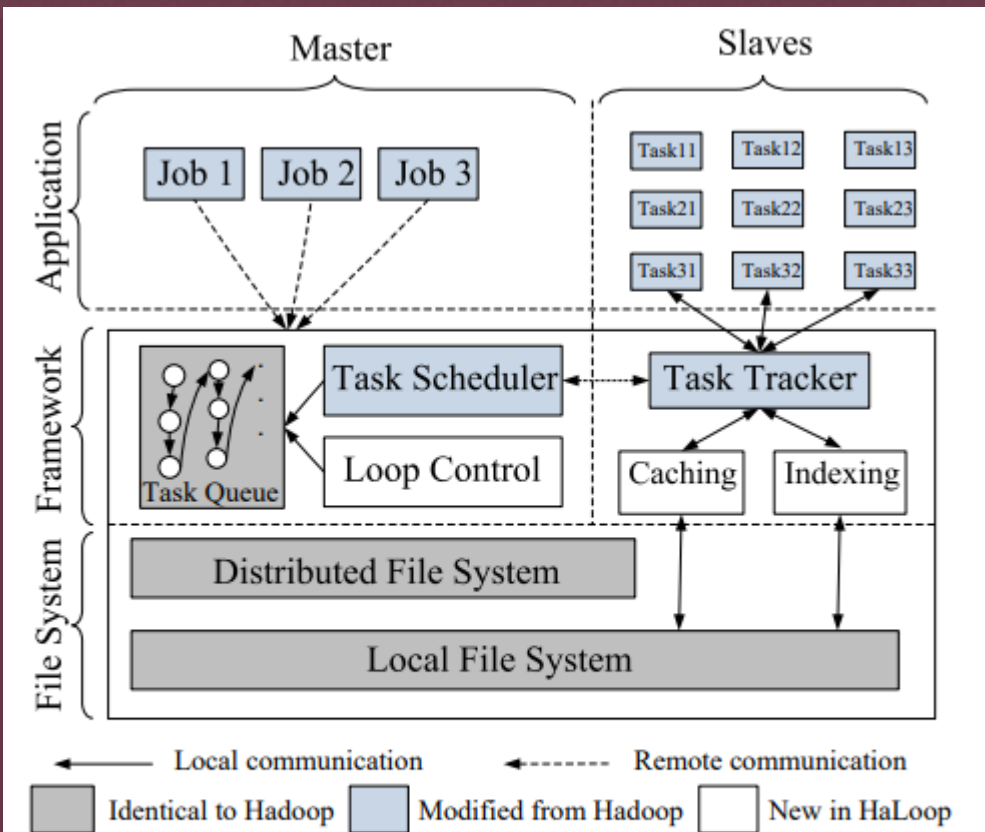 Master
Slaves
Application
Job 1 Job 2 Job 3
Task11 Task12 Task13
Task21 Task22 Task23
Task31 Task32 Task33
Framework
Task Queue
Task Scheduler
Loop Control
Task Tracker
Caching
Indexing
File System
Distributed File System
Local File System
Local communication
Remote communication
Identical to Hadoop
Modified from Hadoop
New in HaLoop